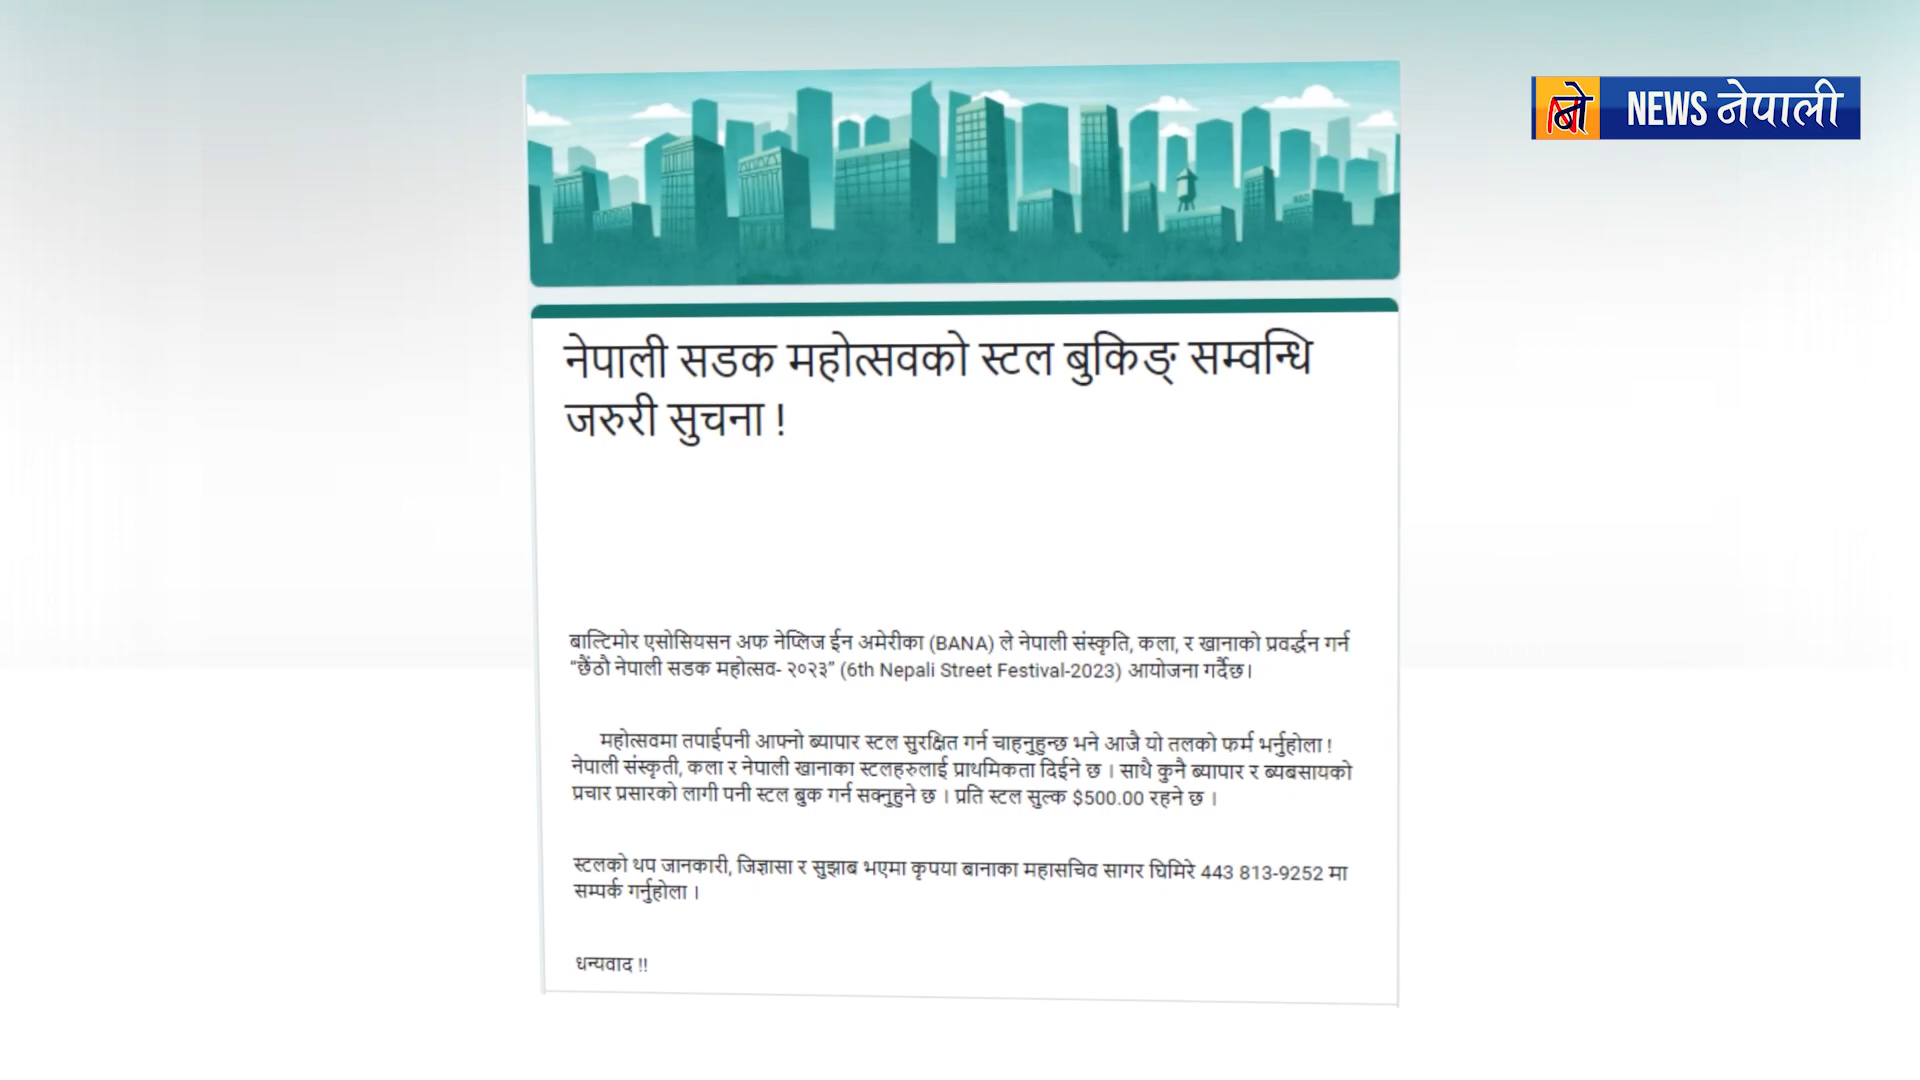 बो NEWS नेपाली
नेपाली सडक महोत्सवको स्टल बुकिङ् सम्वन्धि
जरुरी सुचना !
बाल्टिमोर एसोसियसन अफ नेप्लिज ईन अमेरीका (BANA) ले नेपाली संस्कृति, कला, र खानाको प्रवर्द्धन गर्न
“छैंठौ नेपाली सडक महोत्सव- २०२३” (6th Nepali Street Festival-2023) आयोजना गर्दैछ।
महोत्सवमा तपाईपनी आफ्नो ब्यापार स्टल सुरक्षित गर्न चाहनुहुन्छ भने आजै यो तलको फर्म भर्नुहोला !
नेपाली संस्कृती, कला र नेपाली खानाका स्टलहरुलाई प्राथमिकता दिईने छ । साथै कुनै ब्यापार र ब्यबसायको
प्रचार प्रसारको लागी पनी स्टल बुक गर्न सक्नुहुने छ । प्रति स्टल सुल्क $500.00 रहने छ ।
स्टलको थप जानकारी, जिज्ञासा र सुझाब भएमा कृपया बानाका महासचिव सागर घिमिरे 443 813-9252 मा
सम्पर्क गर्नुहोला ।
धन्यवाद !!